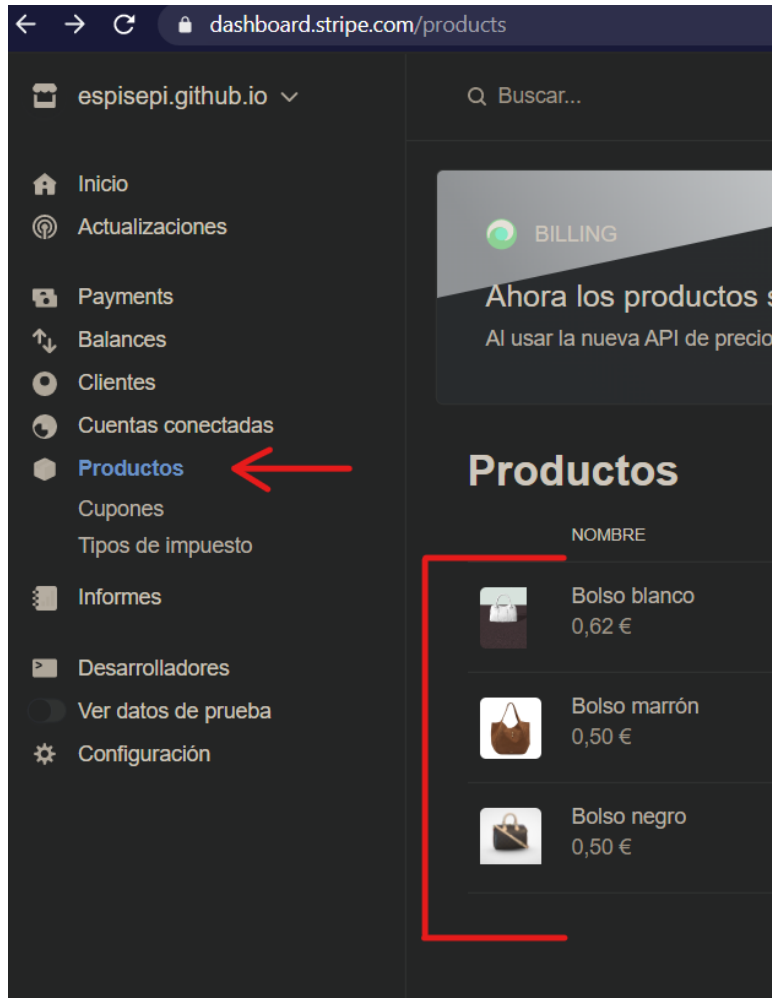 dashboard.stripe.com/products
espisepi.github.io
Buscar...
Inicio
Actualizaciones
Payments
Balances
Clientes
Cuentas conectadas
Productos
Cupones
Tipos de impuesto
Informes
Desarrolladores
Ver datos de prueba
Configuración
BILLING
Ahora los productos s
Al usar la nueva API de precio
Productos
NOMBRE
Bolso blanco
0,62 €
Bolso marrón
0,50 €
Bolso negro
0,50 €